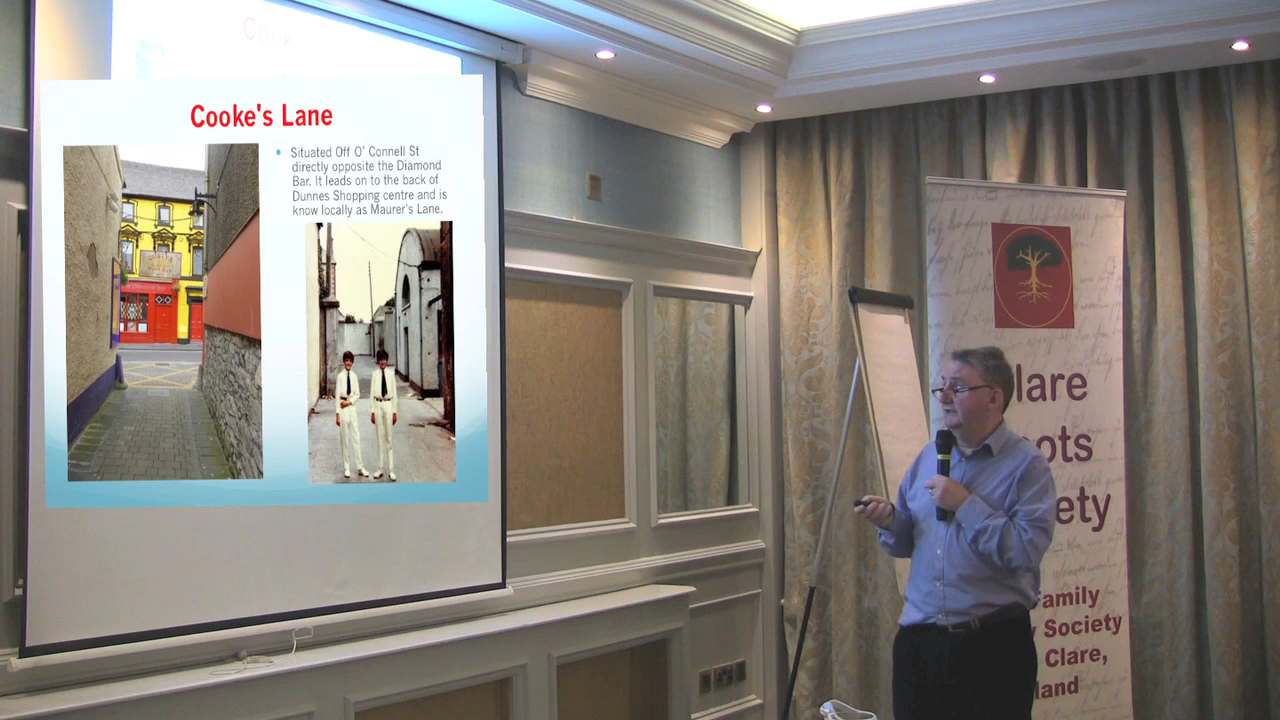 Cooke's Lane
• Situated Off O' Connell St
directly opposite the Diamond
Bar. It leads on to the back of
Dunnes Shopping centre and is
know locally as Maurer's Lane.
lare
ots
ety
Family
Society
Clare,
land